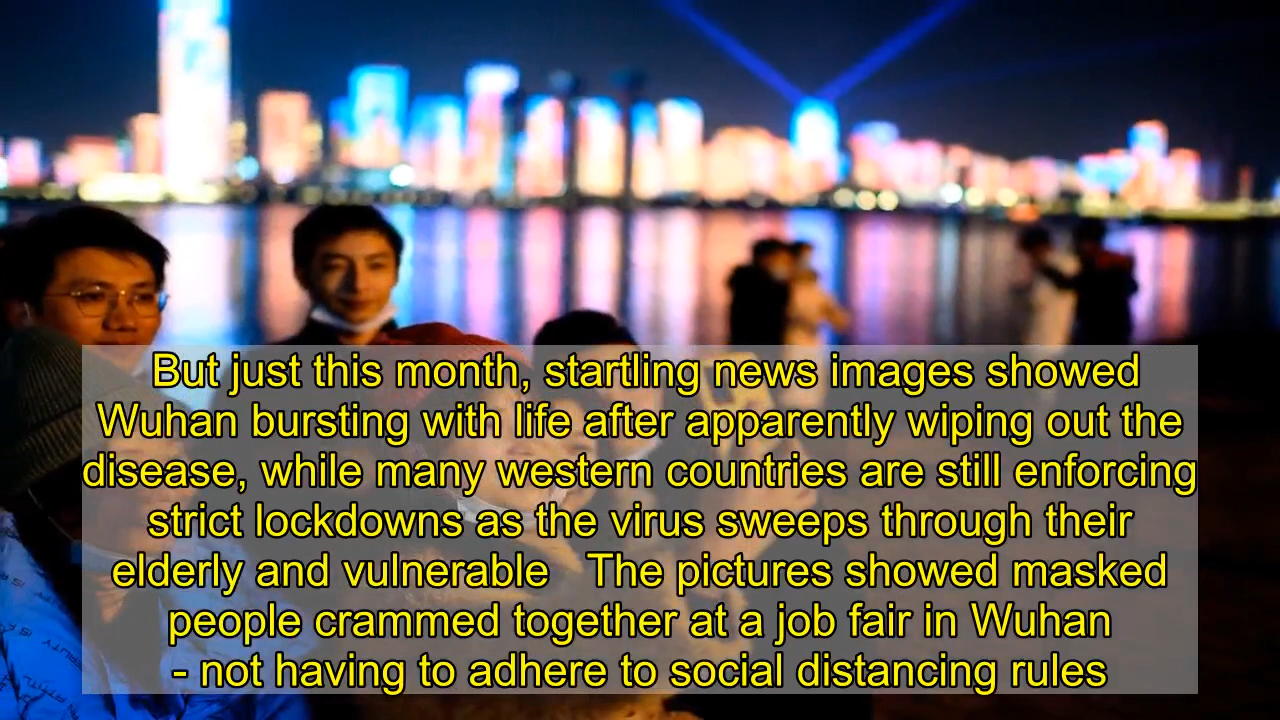 But just this month, startling news images showed
Wuhan bursting with life after apparently wiping out the
disease, while many western countries are still enforcing
strict lockdowns as the virus sweeps through their
elderly and vulnerable   The pictures showed masked
people crammed together at a job fair in Wuhan
- not having to adhere to social distancing rules